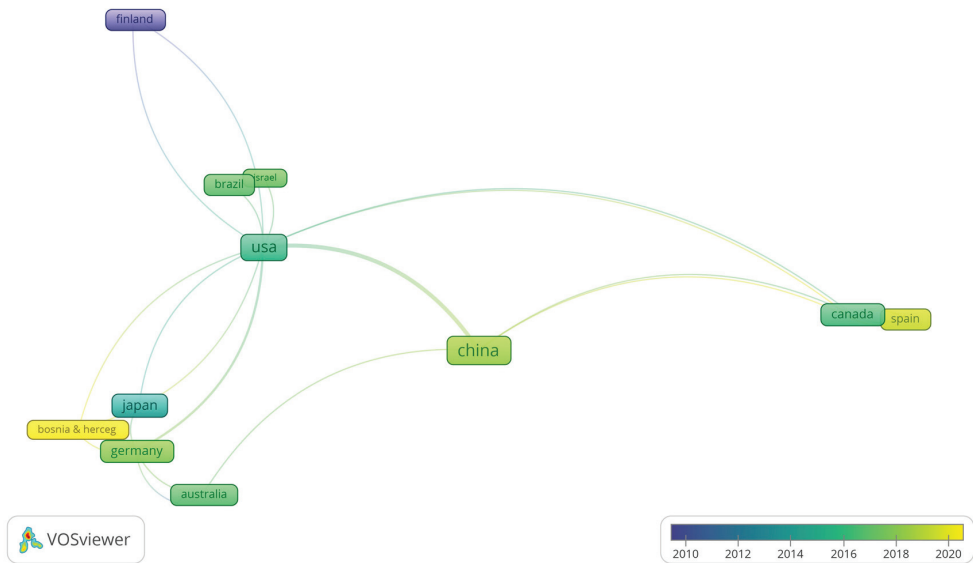 finland
israel
brazil
usa
canada
spain
china
japan
bosnia & herceg
germany
australia
VOSviewer
2010 2012 2014 2016 2018 2020